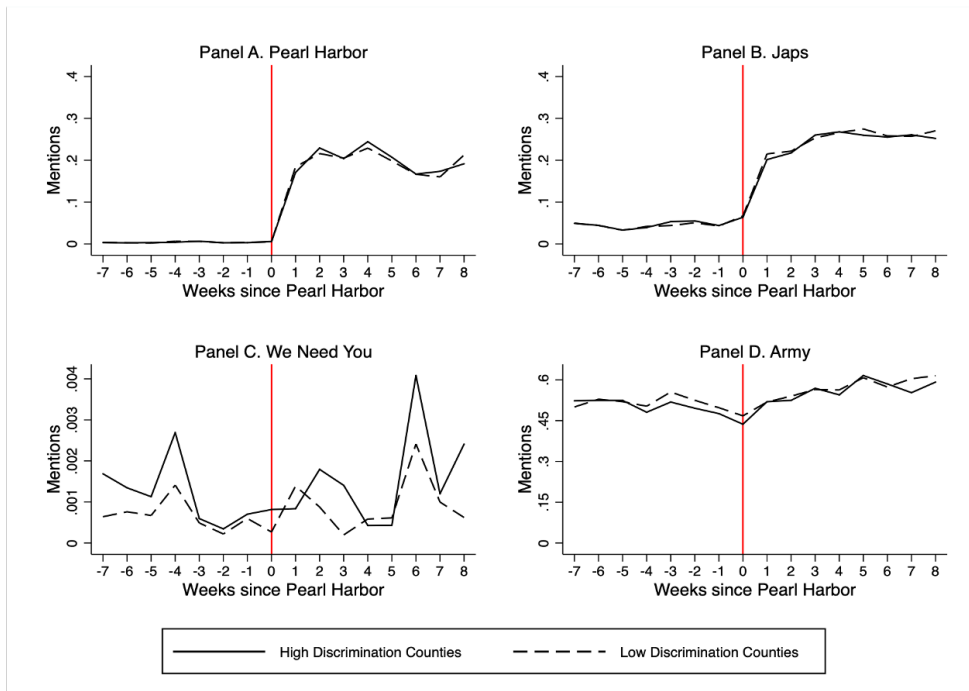 Panel A. Pearl Harbor
Mentions
.4
.3
.2
.1
0
-7 -6 -5 -4 -3 -2 -1 0 1 2 3 4 5 6 7 8
Weeks since Pearl Harbor
Panel B. Japs
Mentions
.4
.3
.2
.1
0
-7 -6 -5 -4 -3 -2 -1 0 1 2 3 4 5 6 7 8
Weeks since Pearl Harbor
Panel C. We Need You
Mentions
.004
.003
.002
.001
0
-7 -6 -5 -4 -3 -2 -1 0 1 2 3 4 5 6 7 8
Weeks since Pearl Harbor
Panel D. Army
Mentions
.6
.45
.3
.15
0
-7 -6 -5 -4 -3 -2 -1 0 1 2 3 4 5 6 7 8
Weeks since Pearl Harbor
High Discrimination Counties
Low Discrimination Counties